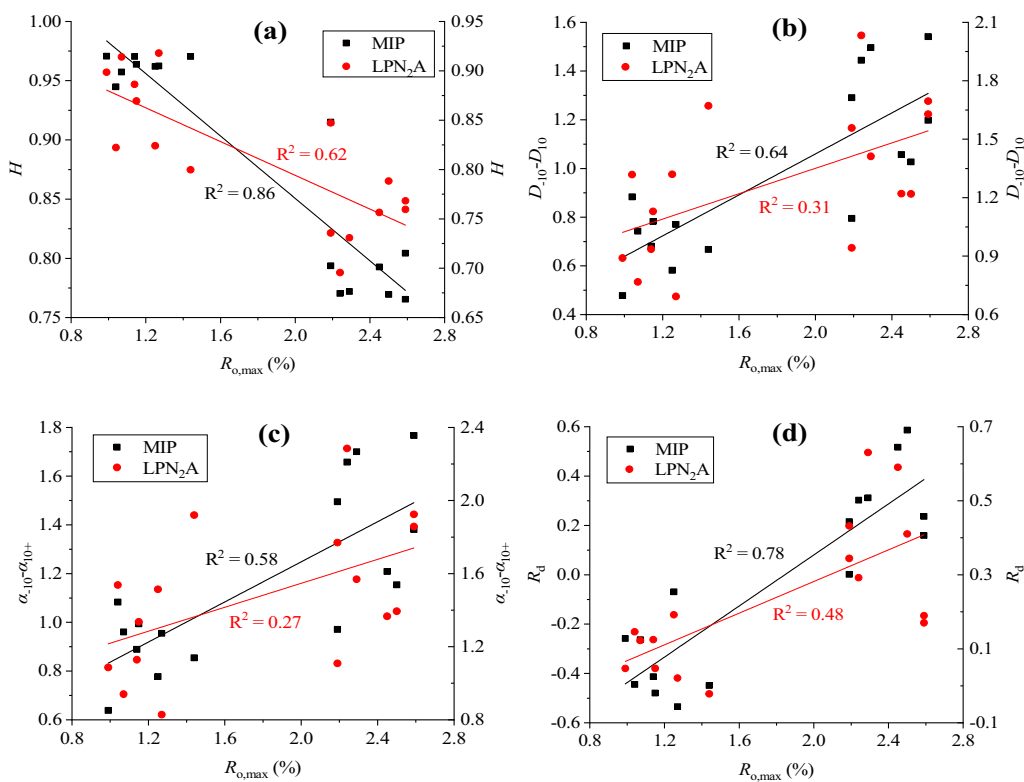 (a)
MIP
LPN₂A
R² = 0.62
R² = 0.86
1.00
0.95
0.90
0.85
0.80
0.75
H
0.95
0.90
0.85
0.80
0.75
0.70
0.65
H
0.8 1.2 1.6 2.0 2.4 2.8
R_o,max (%)
(b)
MIP
LPN₂A
R² = 0.64
R² = 0.31
1.6
1.4
1.2
1.0
0.8
0.6
0.4
D₋₁₀-D₁₀
2.1
1.8
1.5
1.2
0.9
0.6
D₋₁₀-D₁₀
0.8 1.2 1.6 2.0 2.4 2.8
R_o,max (%)
(c)
MIP
LPN₂A
R² = 0.58
R² = 0.27
1.8
1.6
1.4
1.2
1.0
0.8
0.6
α₋₁₀-α₁₀₊
2.4
2.0
1.6
1.2
0.8
α₋₁₀-α₁₀₊
0.8 1.2 1.6 2.0 2.4 2.8
R_o,max (%)
(d)
MIP
LPN₂A
R² = 0.78
R² = 0.48
0.6
0.4
0.2
0.0
-0.2
-0.4
-0.6
R_d
0.7
0.5
0.3
0.1
-0.1
R_d
0.8 1.2 1.6 2.0 2.4 2.8
R_o,max (%)